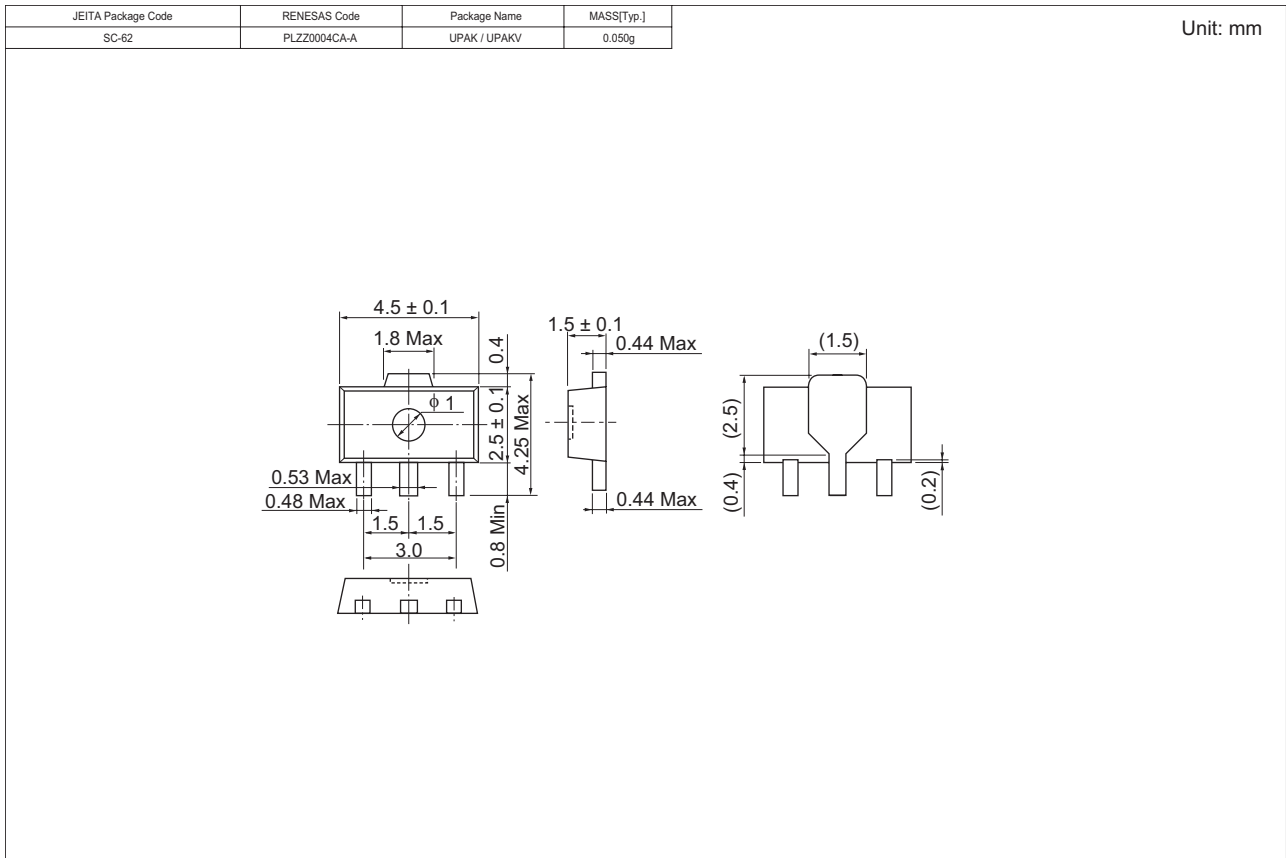 JEITA Package Code RENESAS Code Package Name MASS[Typ.]
SC-62 PLZZ0004CA-A UPAK / UPAKV 0.050g
Unit: mm
4.5 ± 0.1
1.8 Max
0.4
ϕ 1
2.5 ± 0.1
4.25 Max
0.53 Max
0.48 Max
1.5 1.5
3.0
0.8 Min
1.5 ± 0.1
0.44 Max
0.44 Max
(1.5)
(2.5)
(0.4)
(0.2)